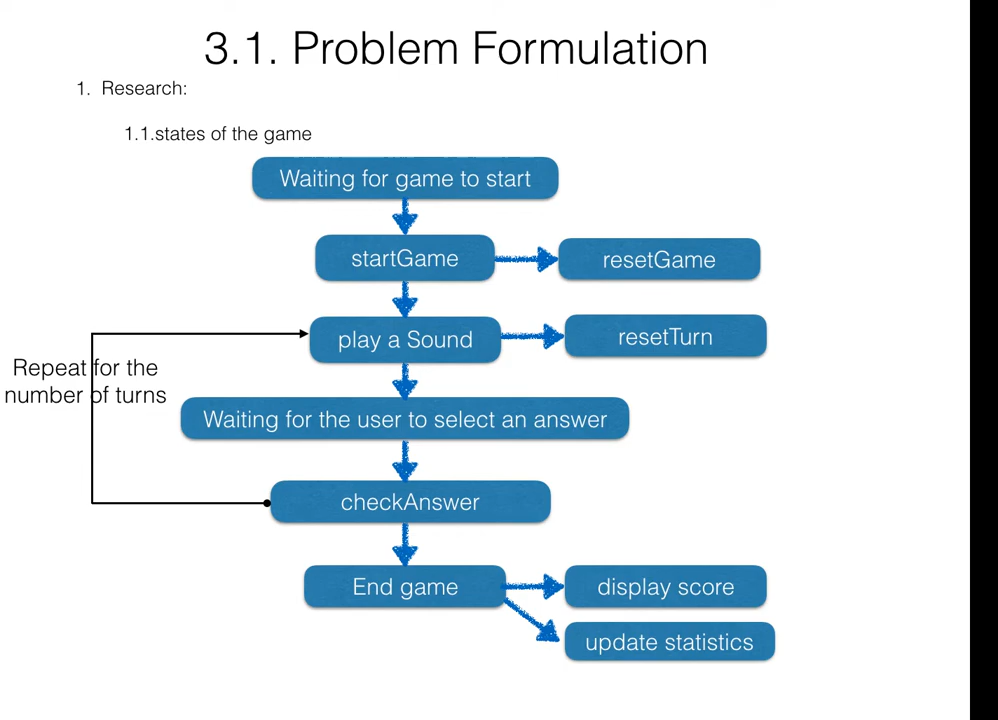 3.1. Problem Formulation
1. Research:
1.1.states of the game
Waiting for game to start
startGame
resetGame
play a Sound
resetTurn
Repeat for the
number of turns
Waiting for the user to select an answer
checkAnswer
End game
display score
update statistics